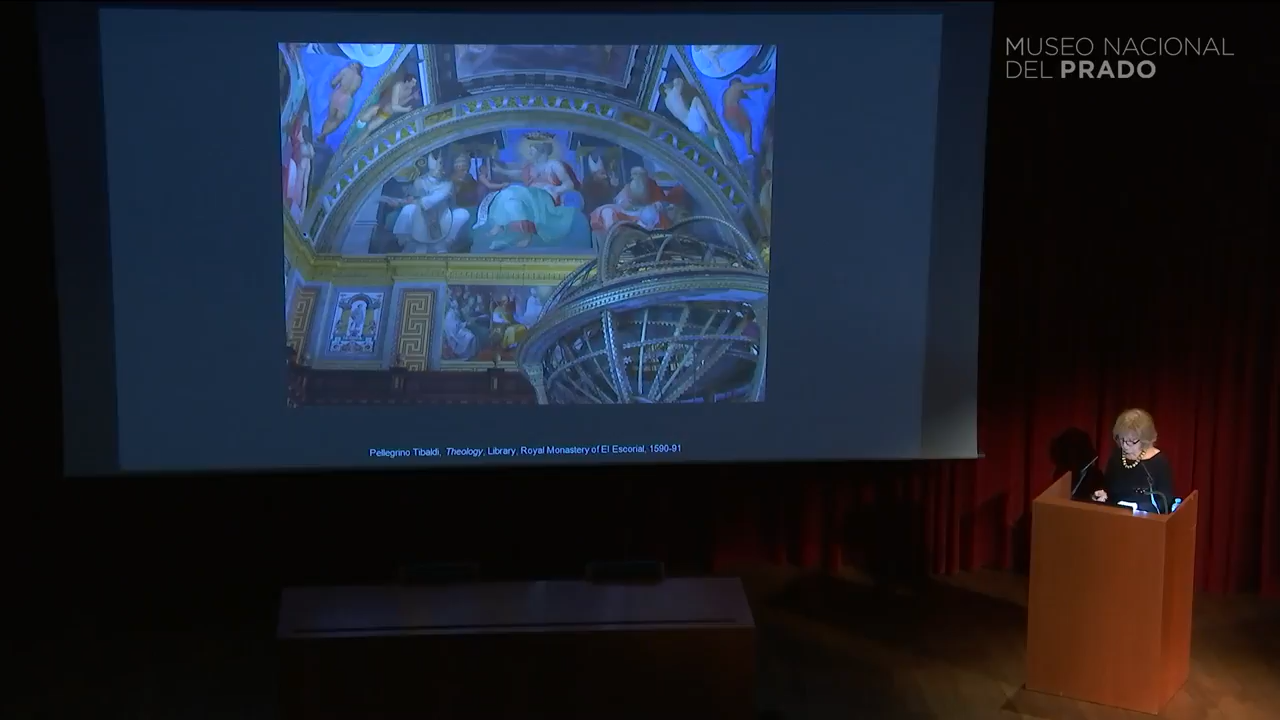 MUSEO NACIONAL
DEL PRADO
Pellegrino Tibaldi, Theology, Library, Royal Monastery of El Escorial, 1590-91